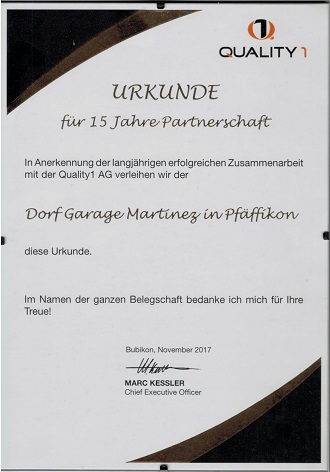 QUALITY 1
URKUNDE
für 15 Jahre Partnerschaft
In Anerkennung der langjährigen erfolgreichen Zusammenarbeit
mit der Quality1 AG verleihen wir der
Dorf Garage Martinez in Pfäffikon
diese Urkunde.
Im Namen der ganzen Belegschaft bedanke ich mich für Ihre
Treue!
Bubikon, November 2017
MARC KESSLER
Chief Executive Officer